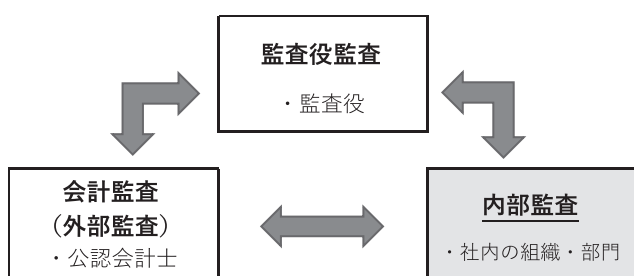 監査役監査
・監査役
会計監査
（外部監査）
・公認会計士
内部監査
・社内の組織・部門